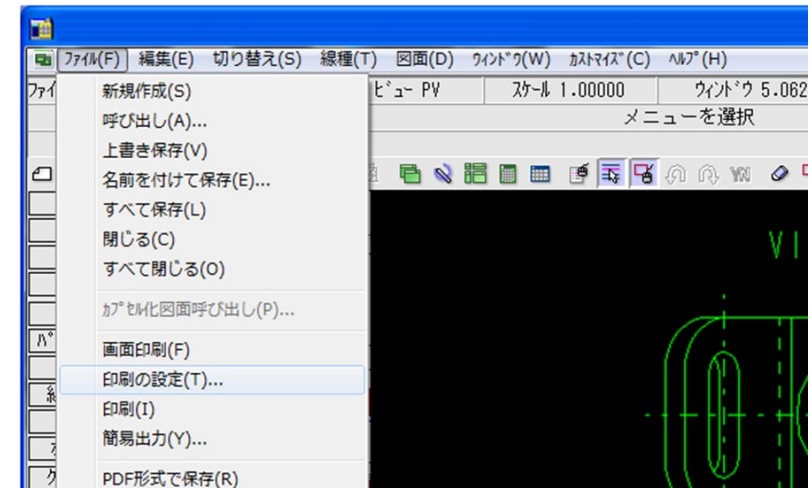 ファイル(F) 編集(E) 切り替え(S) 線種(T) 図面(D) ウィンドウ(W) カスタマイズ(C) ヘルプ(H)
ビュー PV スケール 1.00000 ウィンドウ 5.062
メニューを選択
新規作成(S)
呼び出し(A)...
上書き保存(V)
名前を付けて保存(E)...
すべて保存(L)
閉じる(C)
すべて閉じる(O)
カプセル化図面呼び出し(P)...
画面印刷(F)
印刷の設定(T)...
印刷(I)
簡易出力(Y)...
PDF形式で保存(R)
YN
VI